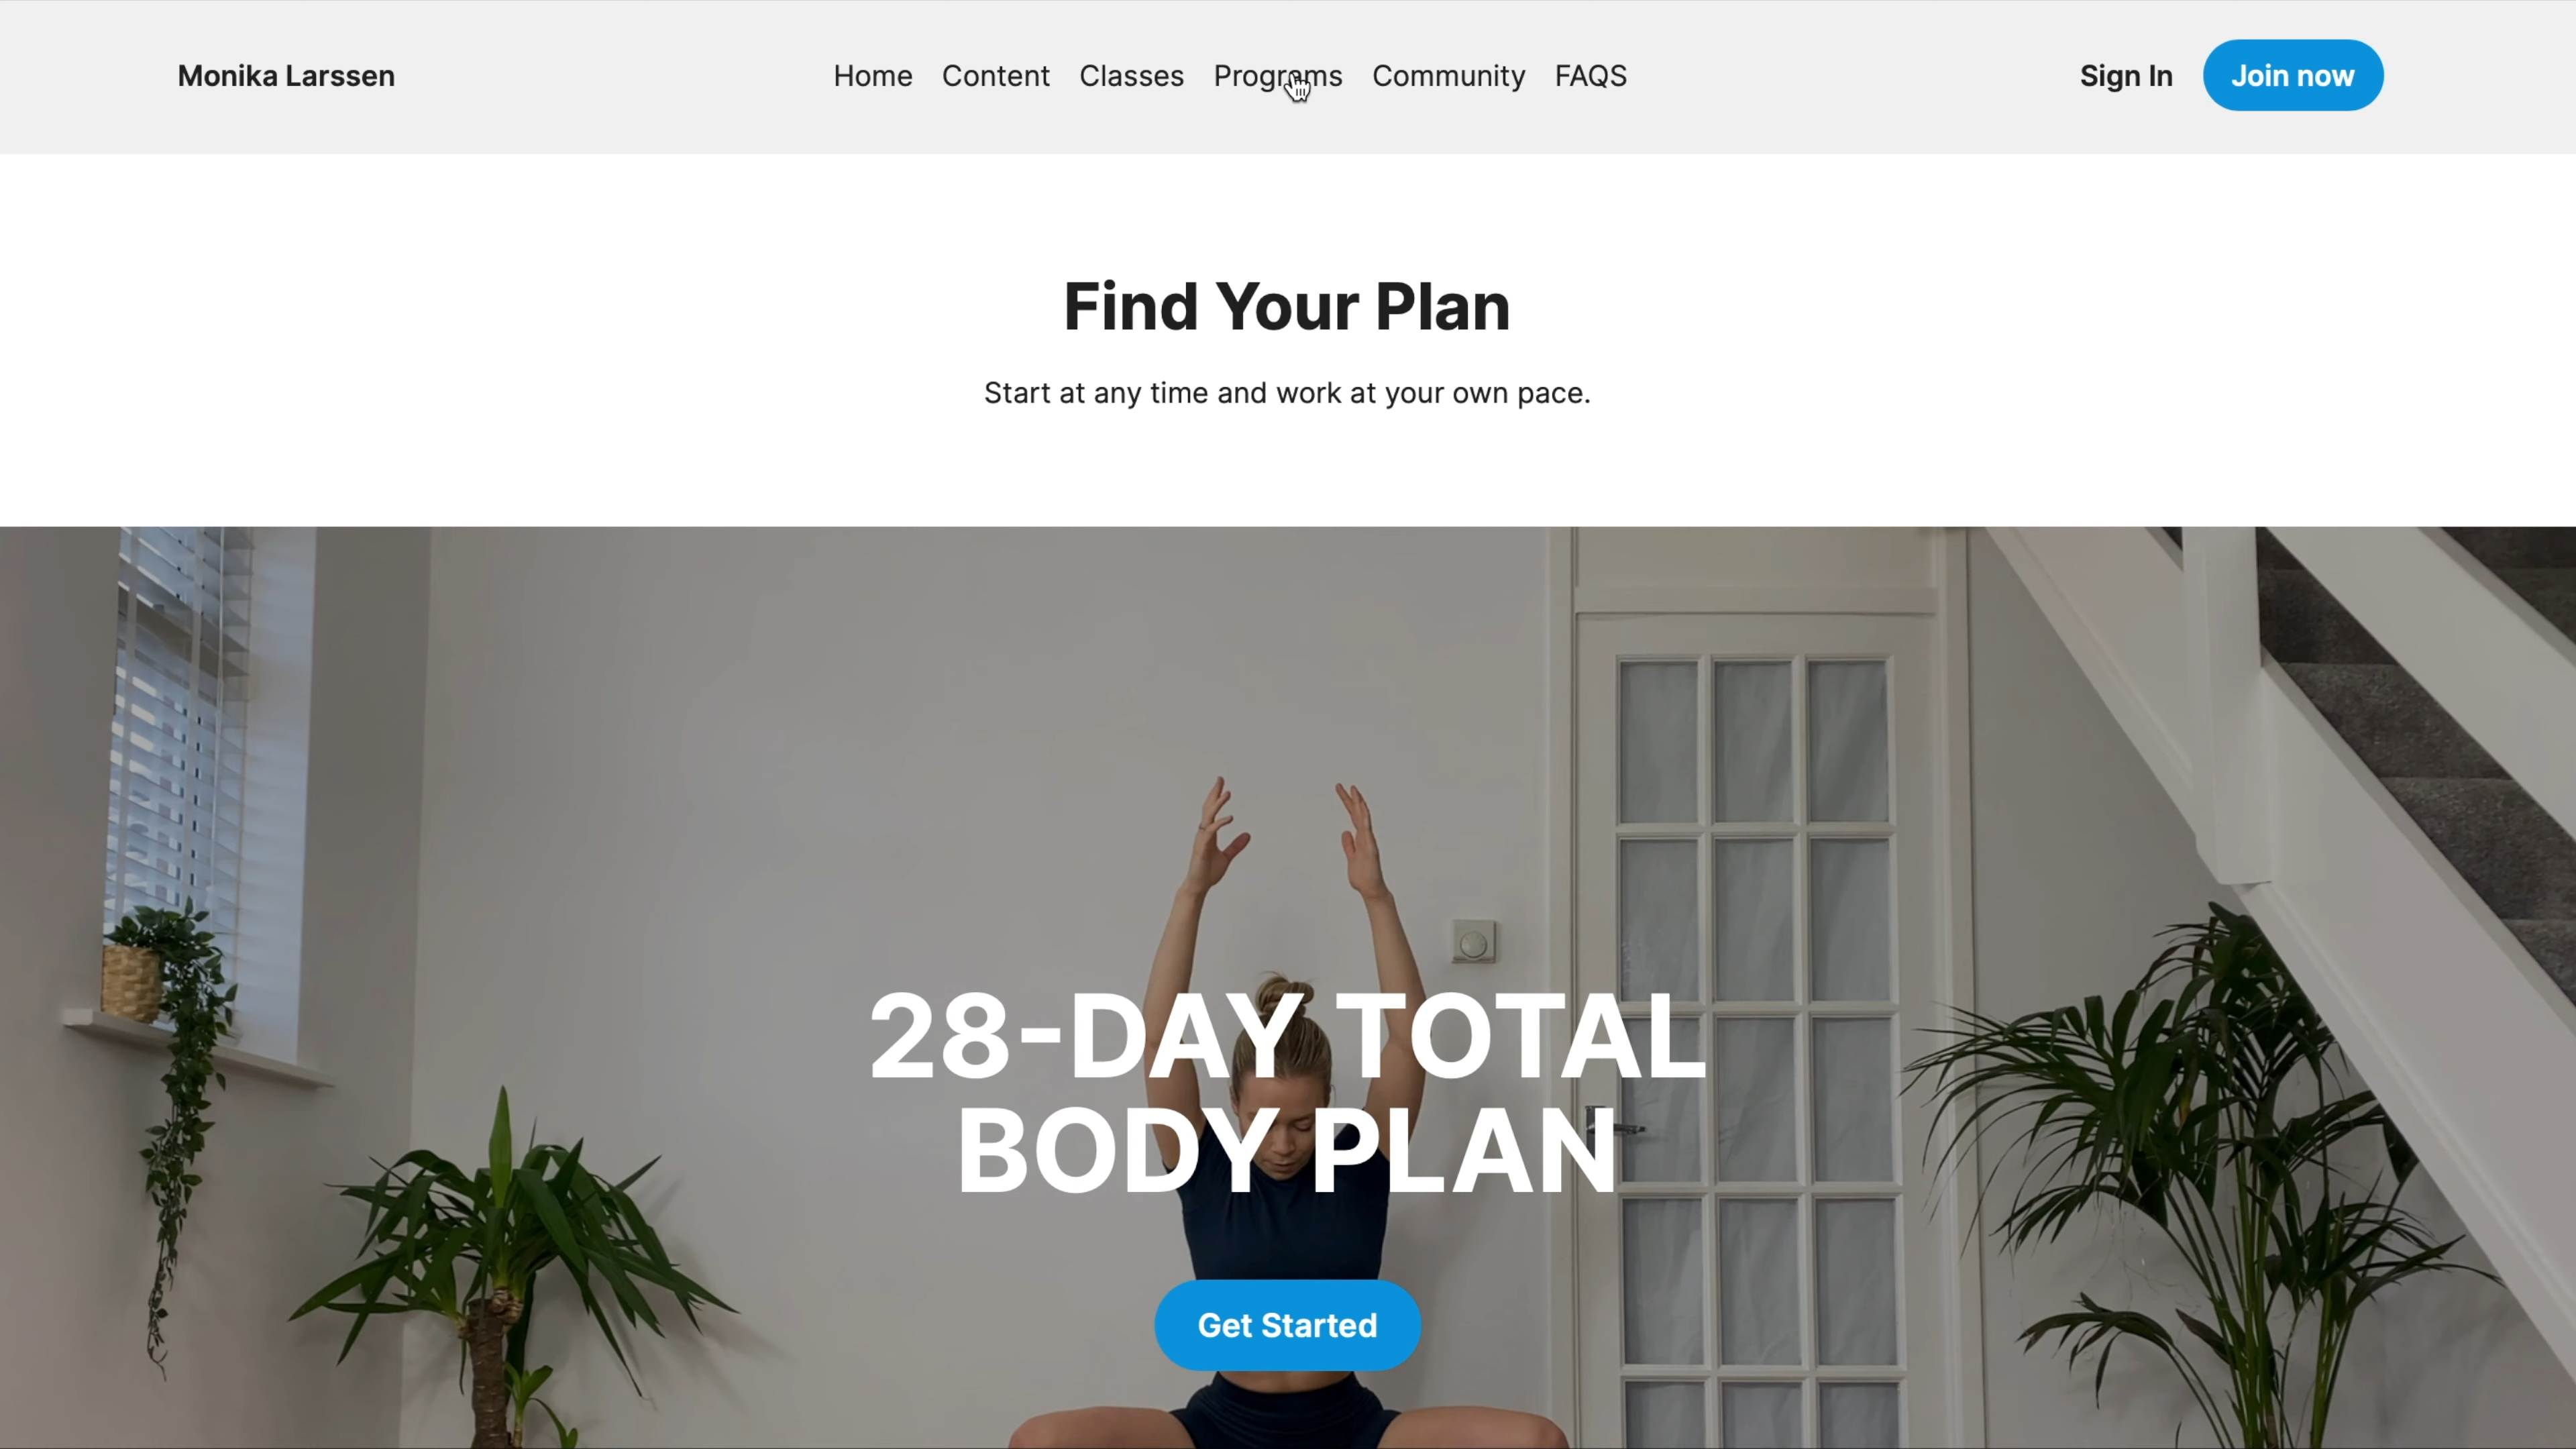 Monika Larssen
Home Content Classes Programs Community FAQS
Sign In
Join now
Find Your Plan
Start at any time and work at your own pace.
28-DAY TOTAL
BODY PLAN
Get Started